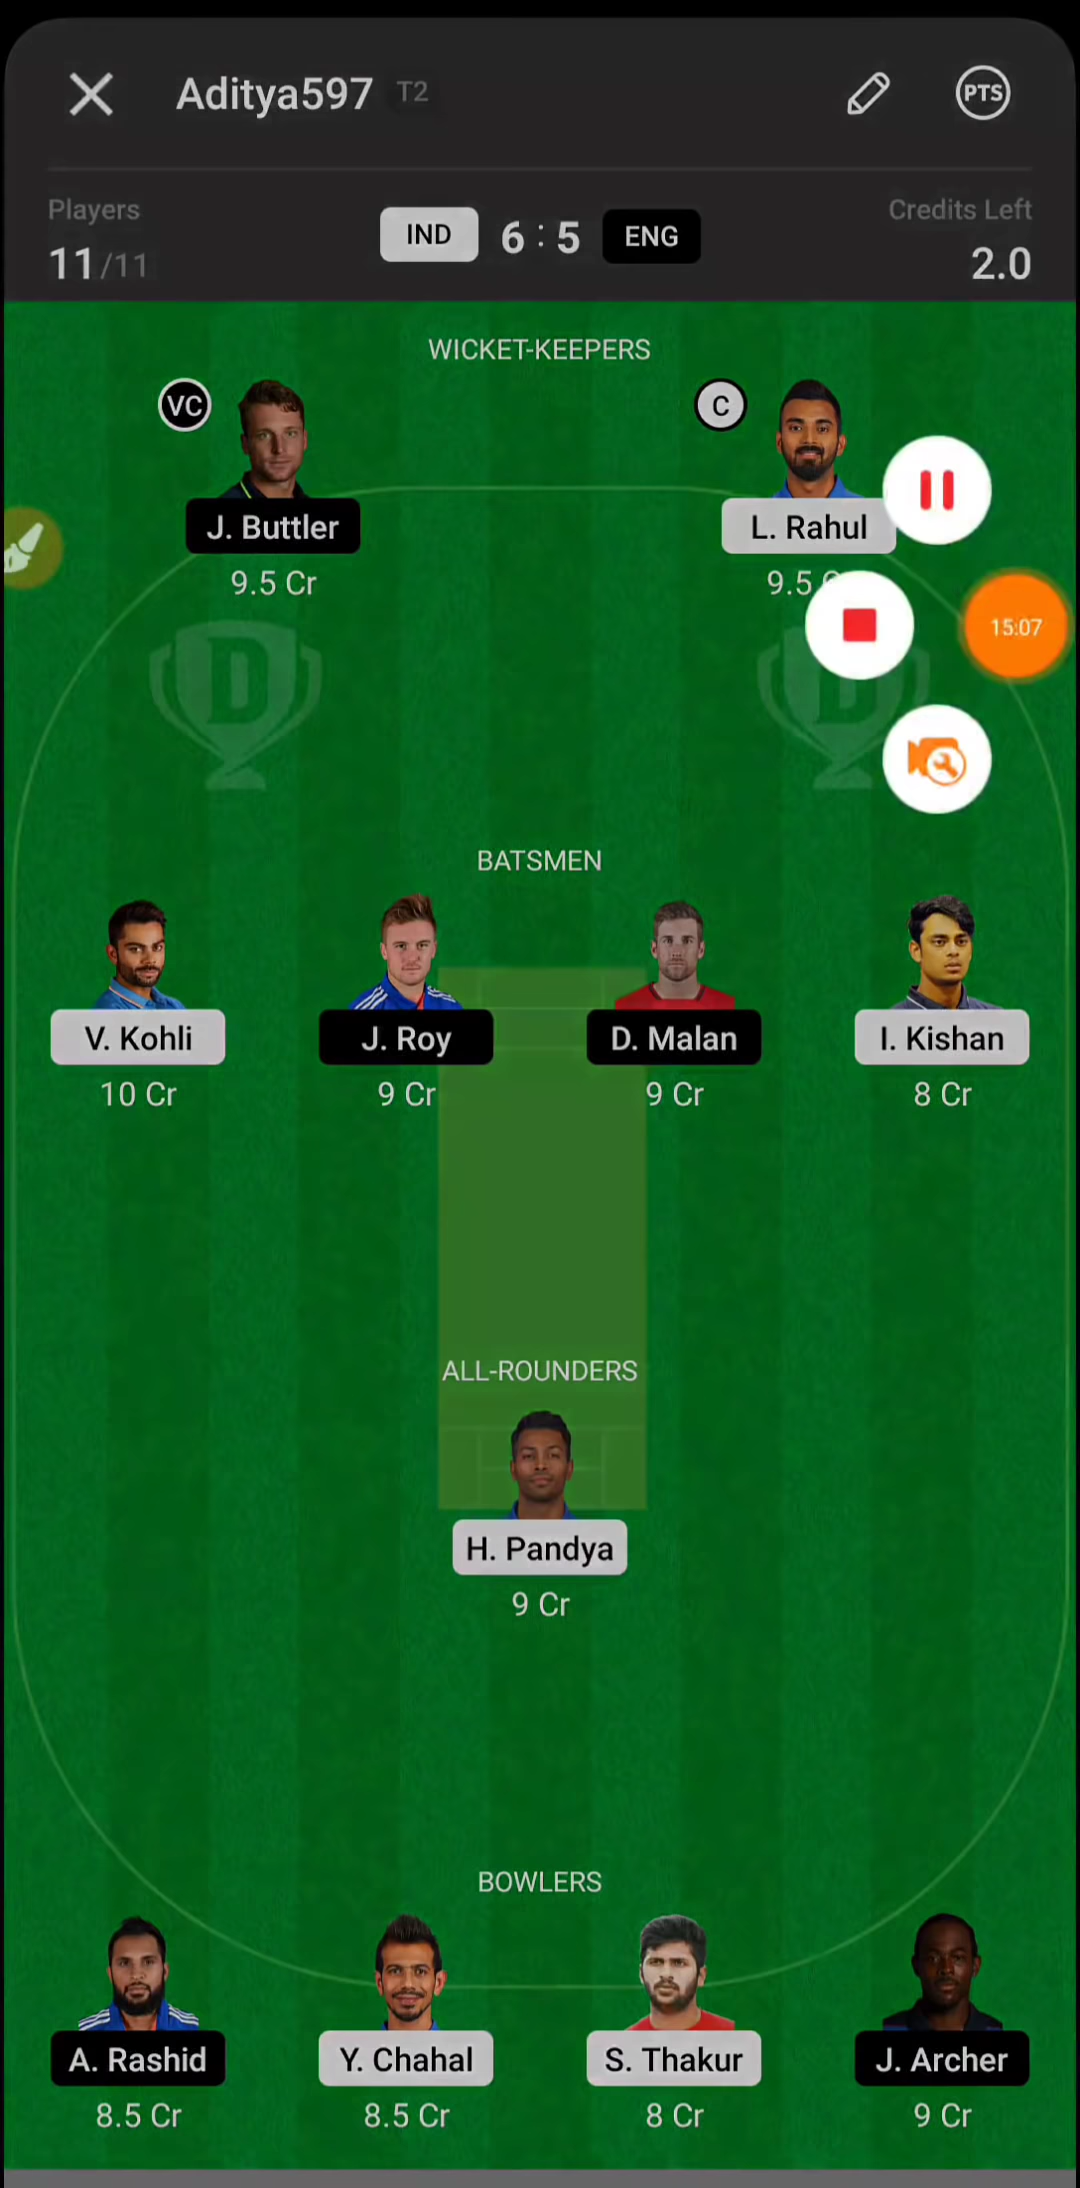 Aditya597 T2
PTS
Players
Credits Left
IND 6 : 5 ENG
11/11
2.0
WICKET-KEEPERS
VC
C
J. Buttler
L. Rahul
9.5 Cr
9.5
15:07
D
D
BATSMEN
V. Kohli
J. Roy
D. Malan
I. Kishan
10 Cr
9 Cr
9 Cr
8 Cr
ALL-ROUNDERS
H. Pandya
9 Cr
BOWLERS
A. Rashid
Y. Chahal
S. Thakur
J. Archer
8.5 Cr
8.5 Cr
8 Cr
9 Cr